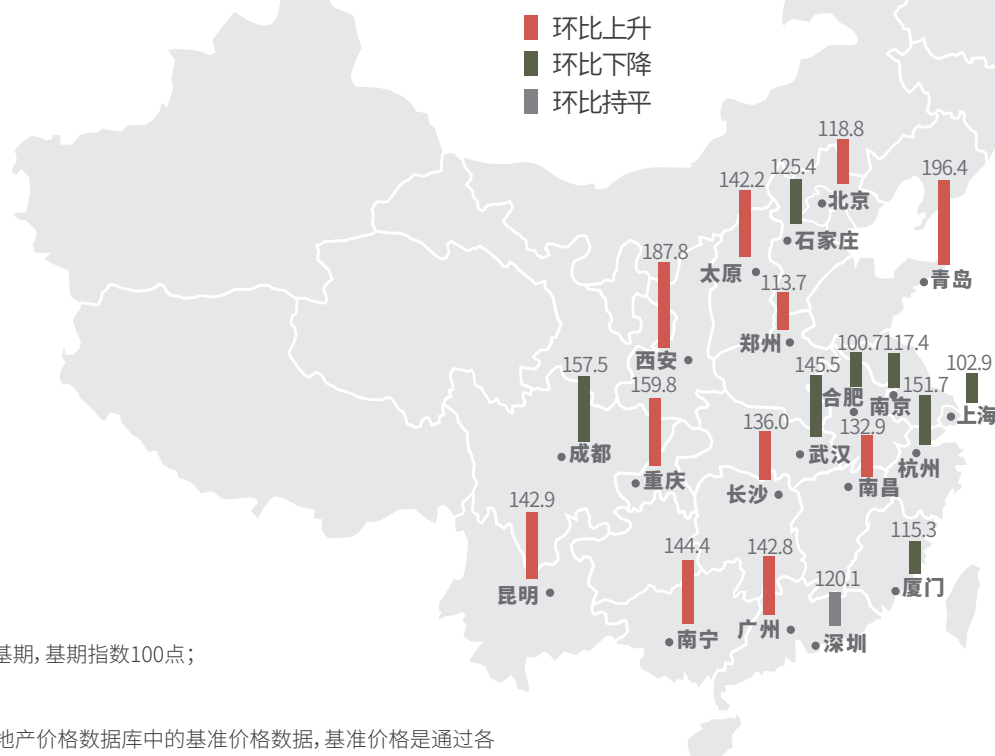 环比上升
环比下降
环比持平
118.8
北京
125.4
石家庄
196.4
青岛
142.2
太原
187.8
西安
113.7
郑州
157.5
成都
159.8
重庆
145.5
武汉
100.7
合肥
117.4
南京
151.7
杭州
102.9
上海
136.0
长沙
132.9
南昌
142.9
昆明
144.4
南宁
142.8
广州
120.1
深圳
115.3
厦门
基期，基期指数100点；
地产价格数据库中的基准价格数据，基准价格是通过各